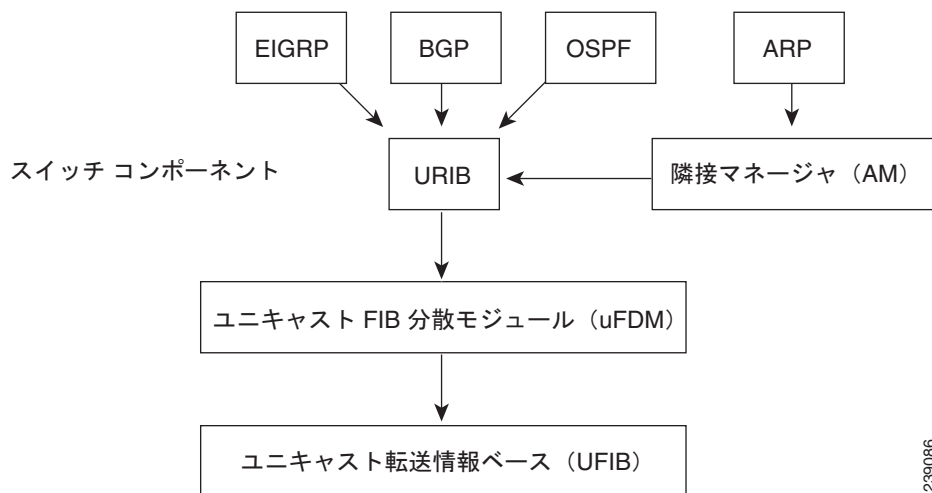 EIGRP
BGP
OSPF
ARP
スイッチ コンポーネント
URIB
隣接マネージャ（AM）
ユニキャスト FIB 分散モジュール（uFDM）
ユニキャスト転送情報ベース（UFIB）
239086